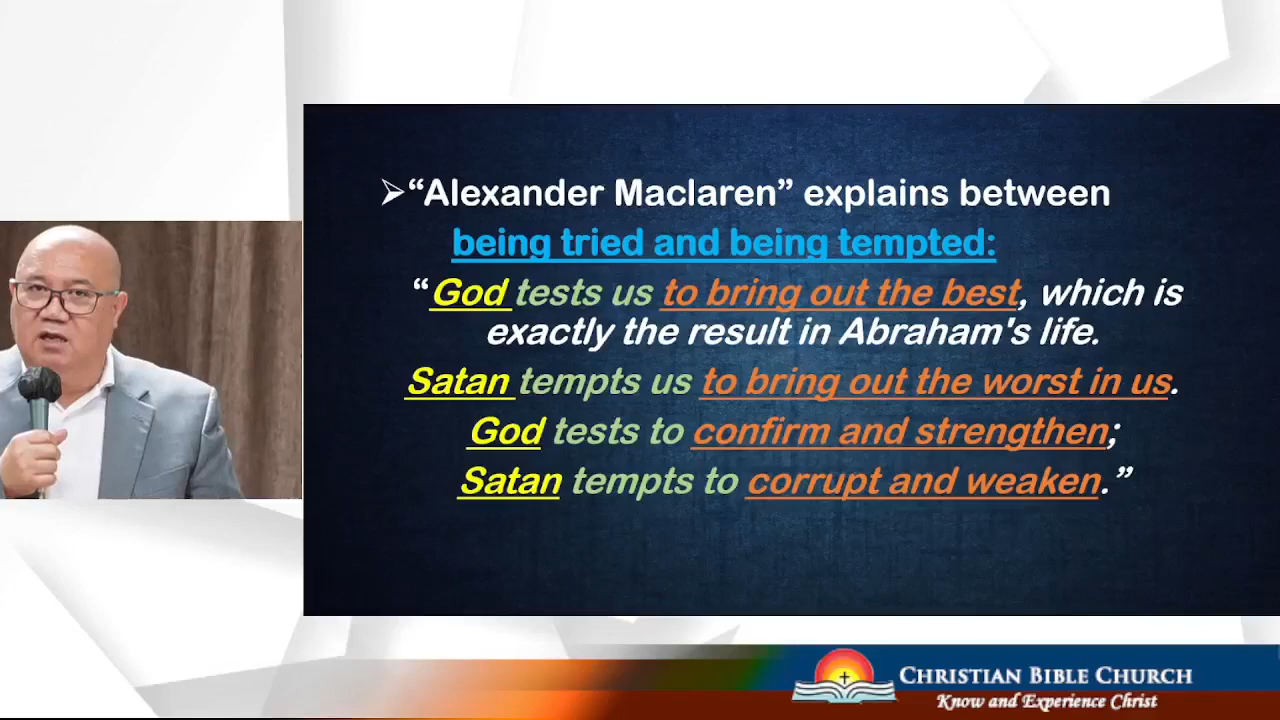 ➢“Alexander Maclaren” explains between
being tried and being tempted:
“God tests us to bring out the best, which is
exactly the result in Abraham's life.
Satan tempts us to bring out the worst in us.
God tests to confirm and strengthen;
Satan tempts to corrupt and weaken.”
CHRISTIAN BIBLE CHURCH
Know and Experience Christ